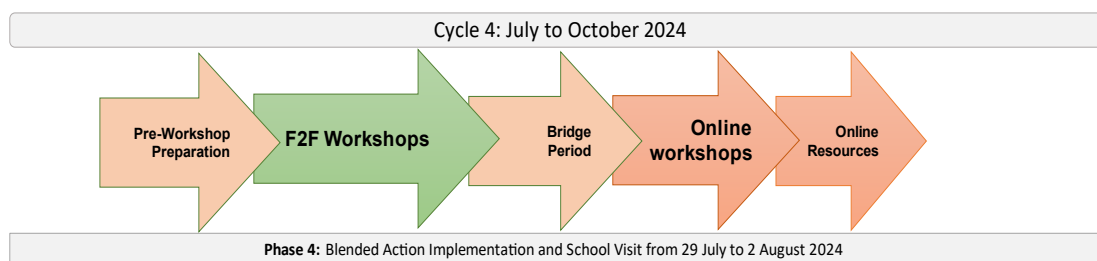 Cycle 4: July to October 2024
Pre-Workshop
Preparation
F2F Workshops
Bridge
Period
Online
workshops
Online
Resources
Phase 4: Blended Action Implementation and School Visit from 29 July to 2 August 2024